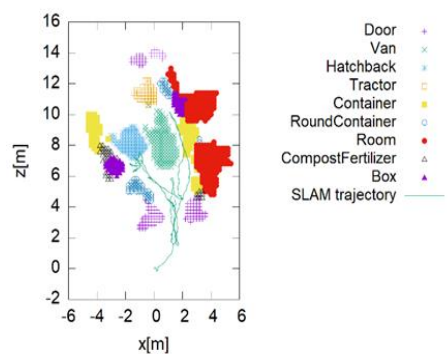 16
14
12
10
8
6
4
2
0
-2
z[m]
-6 -4 -2 0 2 4 6
x[m]
Door
Van
Hatchback
Tractor
Container
RoundContainer
Room
CompostFertilizer
Box
SLAM trajectory